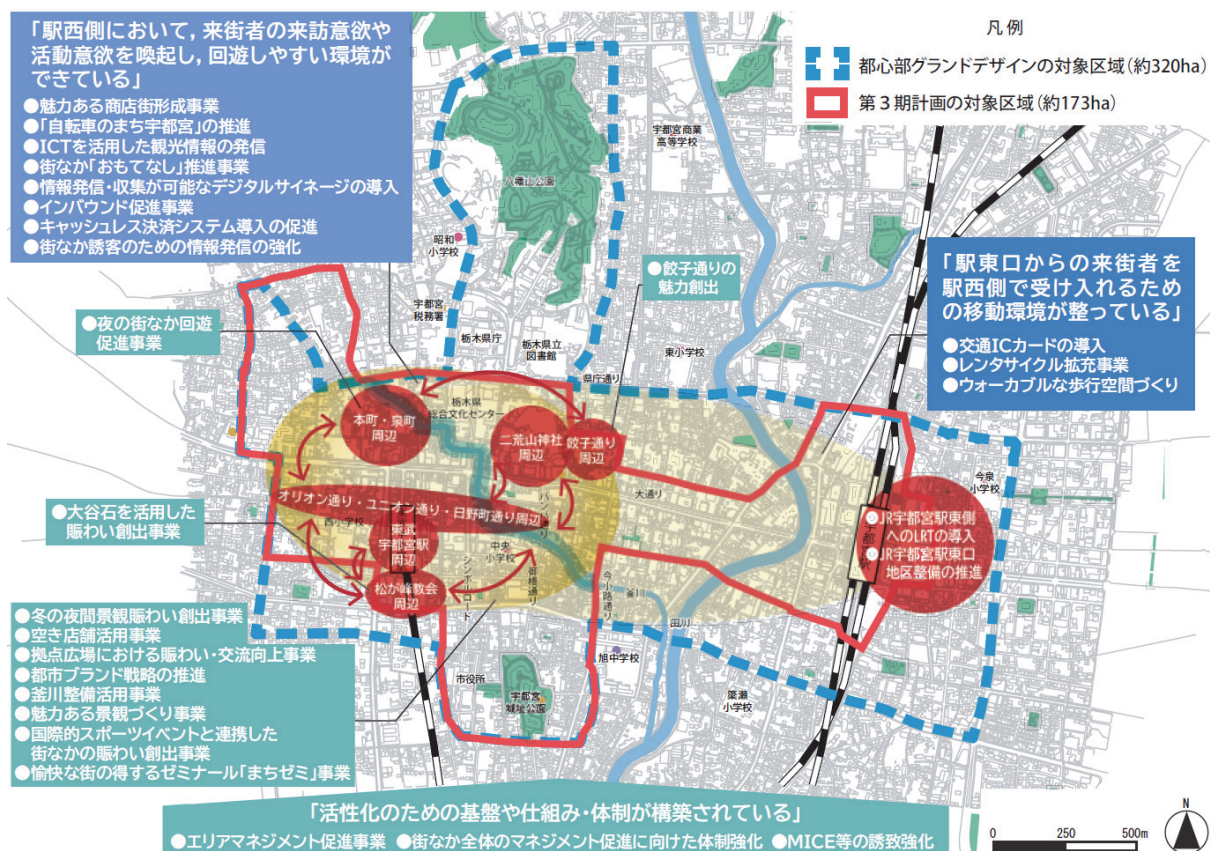 「駅西側において，来街者の来訪意欲や
活動意欲を喚起し，回遊しやすい環境が
できている」
●魅力ある商店街形成事業
●「自転車のまち宇都宮」の推進
●ICTを活用した観光情報の発信
●街なか「おもてなし」推進事業
●情報発信・収集が可能なデジタルサイネージの導入
●インバウンド促進事業
●キャッシュレス決済システム導入の促進
●街なか誘客のための情報発信の強化
凡例
都心部グランドデザインの対象区域（約320ha）
第３期計画の対象区域（約173ha）
宇都宮商業
高等学校
八幡山公園
昭和
小学校
●餃子通りの
魅力創出
「駅東口からの来街者を
駅西側で受け入れるため
の移動環境が整っている」
●交通ICカードの導入
●レンタサイクル拡充事業
●ウォーカブルな歩行空間づくり
宇都宮
税務署
栃木県庁
栃木県立
図書館
東小学校
●夜の街なか回遊
促進事業
県庁通り
栃木県
総合文化センター
本町・泉町
周辺
二荒山神社
周辺
餃子通り
周辺
今泉
小学校
大通り
オリオン通り・ユニオン通り・日野町通り周辺
●大谷石を活用した
賑わい創出事業
西小学校
東武
宇都宮駅
周辺
中央
小学校
●JR宇都宮駅東側
へのLRTの導入
●JR宇都宮駅東口
地区整備の推進
松が峰教会
周辺
シンボルロード
御橋通り
今小路通り
釜川
田川
●冬の夜間景観賑わい創出事業
●空き店舗活用事業
●拠点広場における賑わい・交流向上事業
●都市ブランド戦略の推進
●釜川整備活用事業
●魅力ある景観づくり事業
●国際的スポーツイベントと連携した
街なかの賑わい創出事業
●愉快な街の得するゼミナール「まちゼミ」事業
旭中学校
市役所
宇都宮
城址公園
簗瀬
小学校
「活性化のための基盤や仕組み・体制が構築されている」
●エリアマネジメント促進事業 ●街なか全体のマネジメント促進に向けた体制強化 ●MICE等の誘致強化
N
0 250 500m